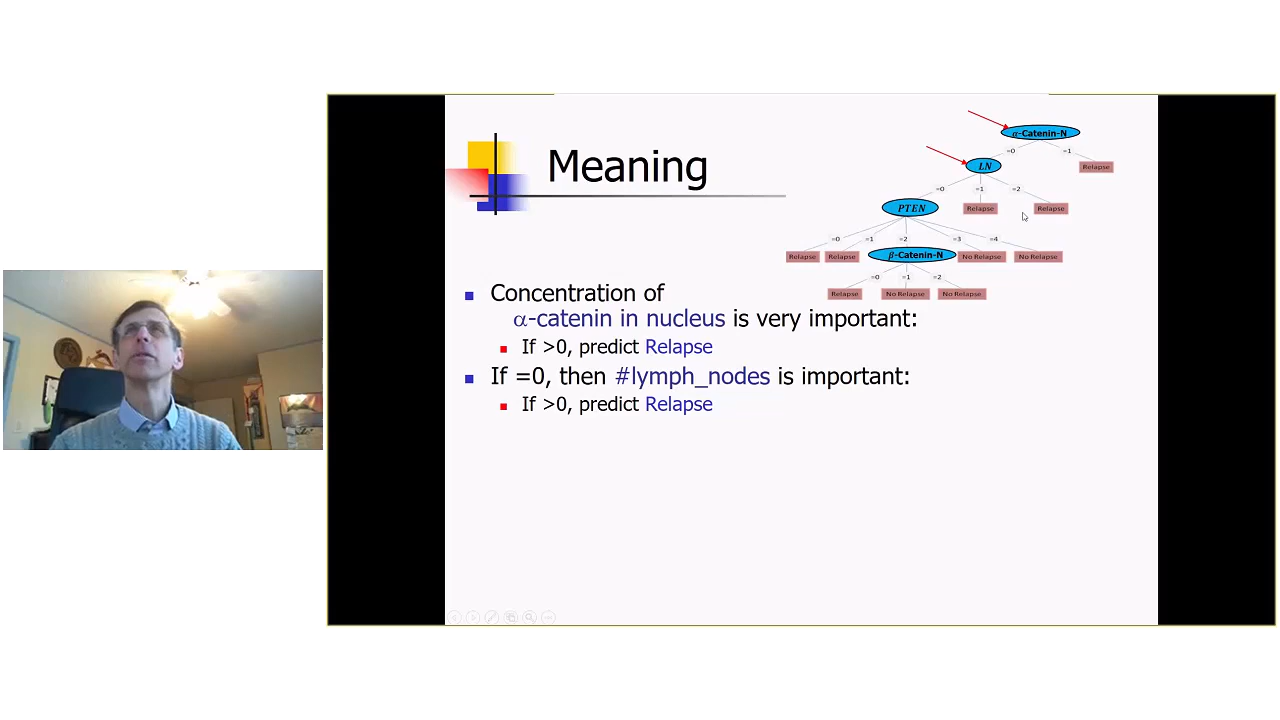 Meaning
α-Catenin-N
=0 =1
LN
Relapse
=0 =1 =2
PTEN
Relapse
Relapse
=0 =1 =2 =3 =4
Relapse
Relapse
β-Catenin-N
No Relapse
No Relapse
=0 =1 =2
Relapse
No Relapse
No Relapse
Concentration of
α-catenin in nucleus is very important:
If >0, predict Relapse
If =0, then #lymph_nodes is important:
If >0, predict Relapse